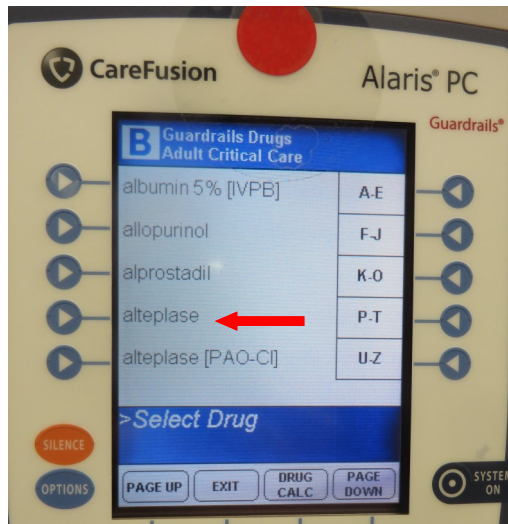 CareFusion
Alaris® PC
Guardrails®
B Guardrails Drugs
Adult Critical Care
albumin 5% [IVPB] A-E
allopurinol F-J
alprostadil K-O
alteplase P-T
alteplase [PAO-CI] U-Z
>Select Drug
SILENCE
OPTIONS
PAGE UP EXIT DRUG CALC PAGE DOWN
SYSTEM ON